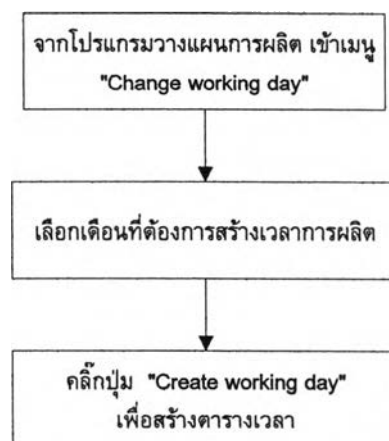 จากโปรแกรมวางแผนการผลิต เข้าเมนู
"Change working day"
เลือกเดือนที่ต้องการสร้างเวลาการผลิต
คลิ๊กปุ่ม "Create working day"
เพื่อสร้างตารางเวลา